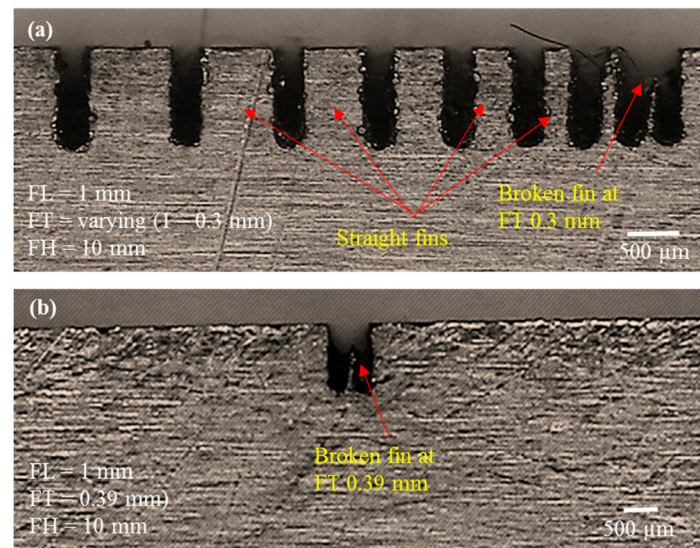 (a)
FL = 1 mm
FT = varying (1 – 0.3 mm)
FH = 10 mm
Straight fins
Broken fin at
FT 0.3 mm
500 µm
(b)
FL = 1 mm
FT = 0.39 mm)
FH = 10 mm
Broken fin at
FT 0.39 mm
500 µm